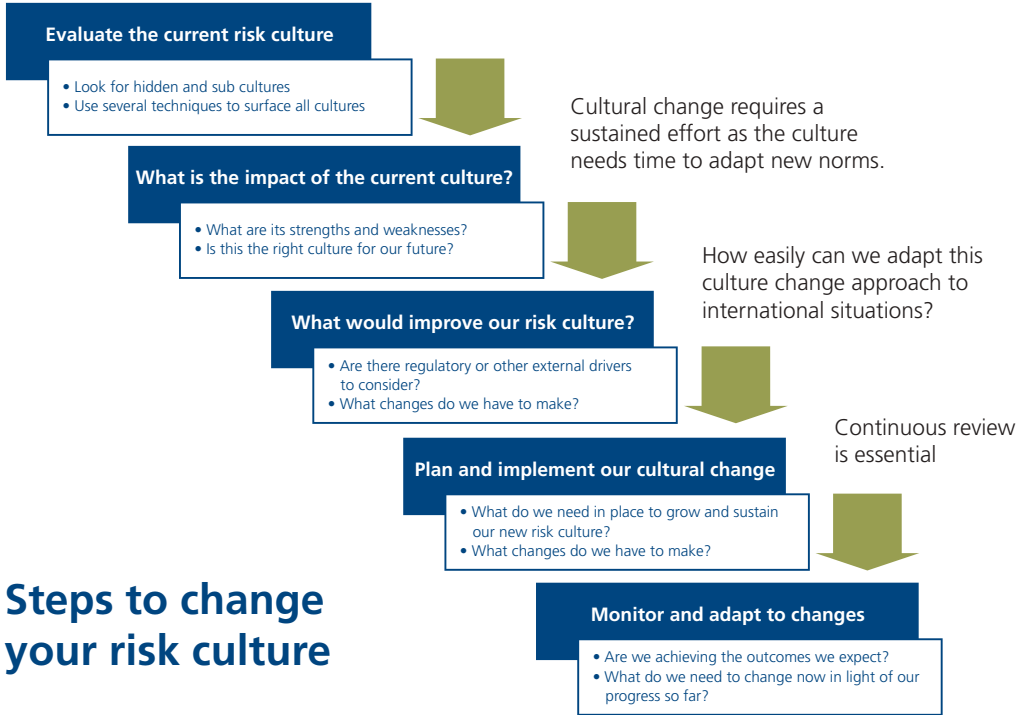 Evaluate the current risk culture
• Look for hidden and sub cultures
• Use several techniques to surface all cultures
Cultural change requires a
sustained effort as the culture
needs time to adapt new norms.
What is the impact of the current culture?
• What are its strengths and weaknesses?
• Is this the right culture for our future?
How easily can we adapt this
culture change approach to
international situations?
What would improve our risk culture?
• Are there regulatory or other external drivers
to consider?
• What changes do we have to make?
Continuous review
is essential
Plan and implement our cultural change
• What do we need in place to grow and sustain
our new risk culture?
• What changes do we have to make?
Steps to change
your risk culture
Monitor and adapt to changes
• Are we achieving the outcomes we expect?
• What do we need to change now in light of our
progress so far?